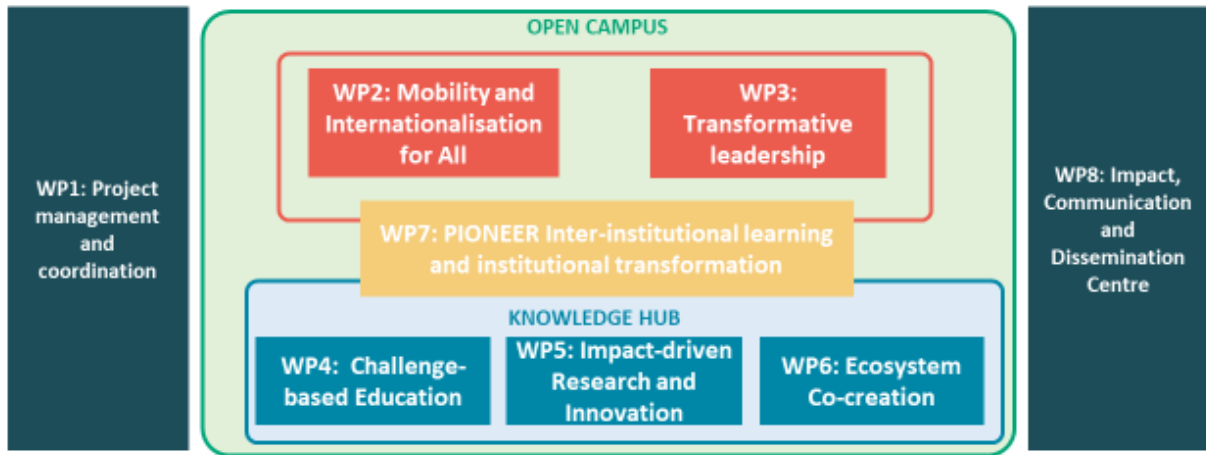 WP1: Project
management
and
coordination
OPEN CAMPUS
WP2: Mobility and
Internationalisation
for All
WP3:
Transformative
leadership
WP7: PIONEER Inter-institutional learning
and institutional transformation
KNOWLEDGE HUB
WP4: Challenge-
based Education
WP5: Impact-driven
Research and
Innovation
WP6: Ecosystem
Co-creation
WP8: Impact,
Communication
and
Dissemination
Centre